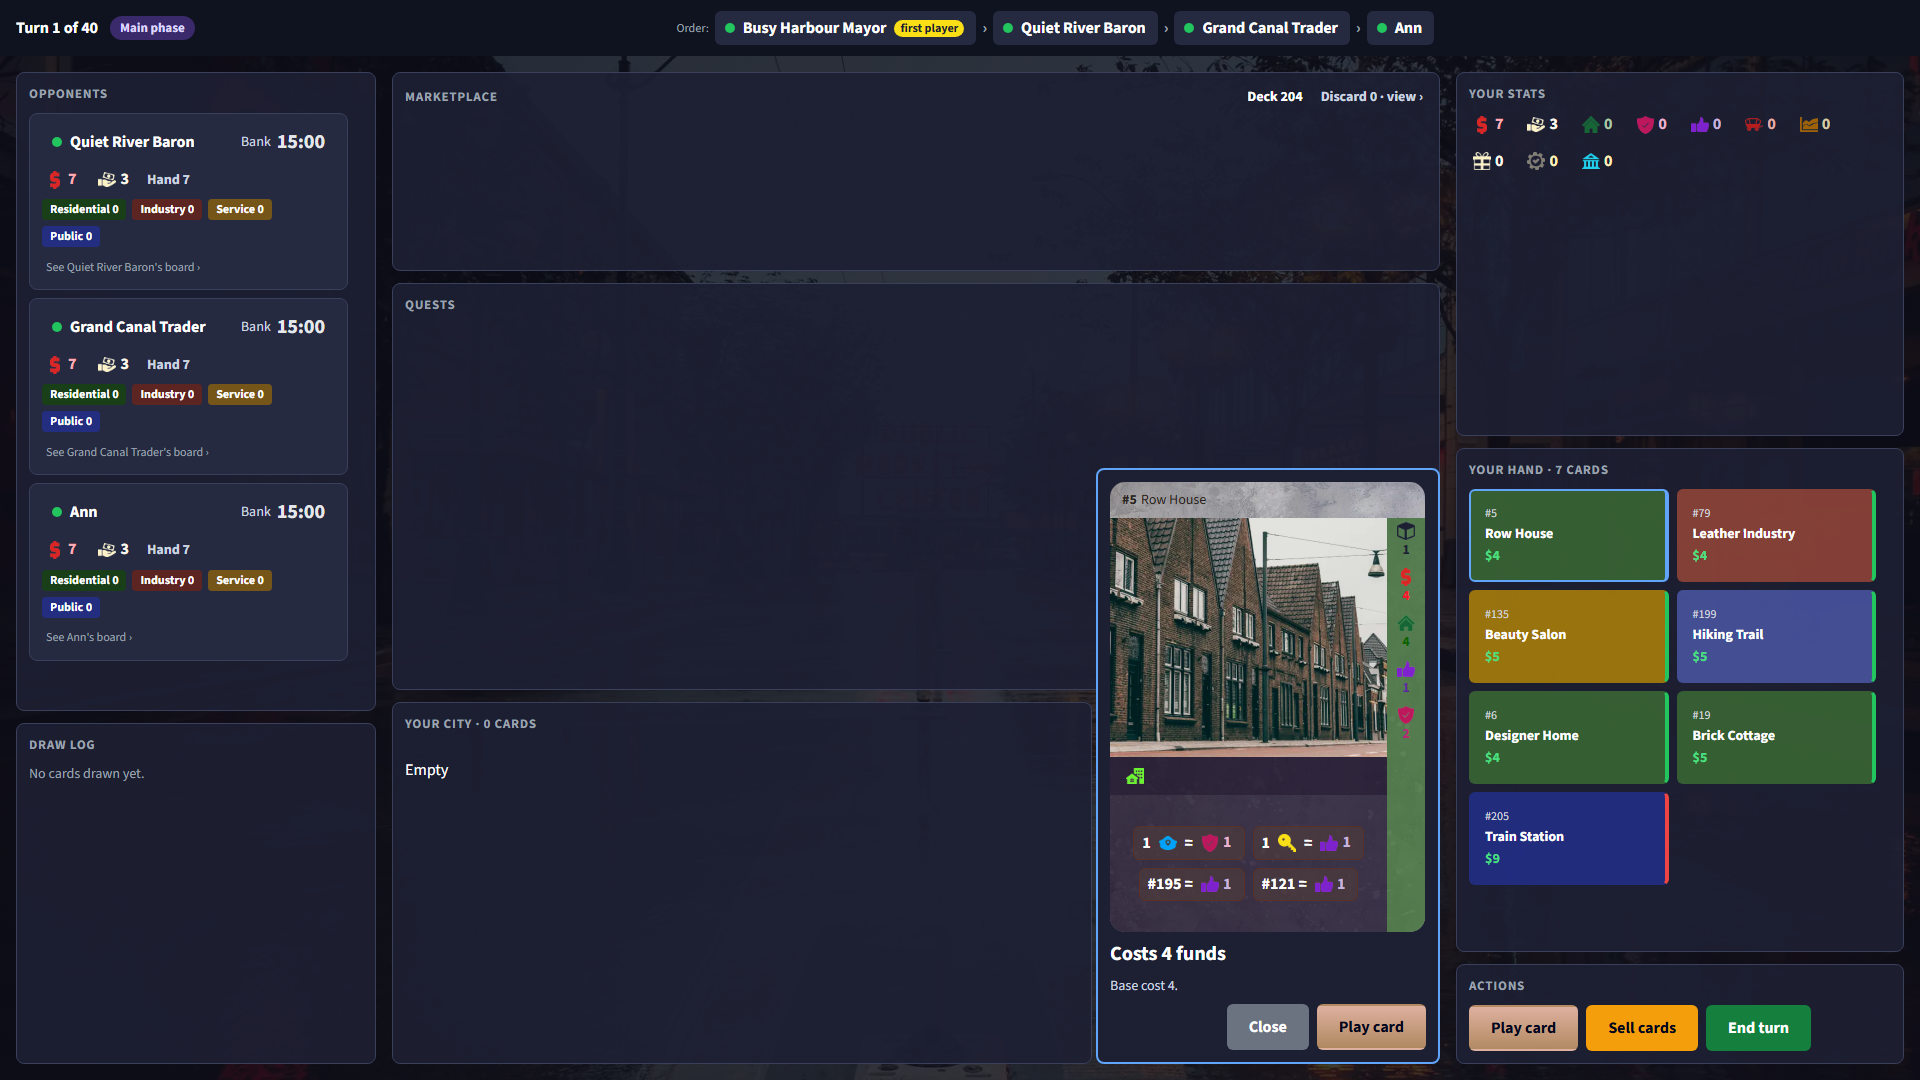 Turn 1 of 40 Main phase Order: Busy Harbour Mayor first player › Quiet River Baron › Grand Canal Trader › Ann
OPPONENTS
Quiet River Baron Bank 15:00
7 3 Hand 7
Residential 0 Industry 0 Service 0
Public 0
See Quiet River Baron's board ›
Grand Canal Trader Bank 15:00
7 3 Hand 7
Residential 0 Industry 0 Service 0
Public 0
See Grand Canal Trader's board ›
Ann Bank 15:00
7 3 Hand 7
Residential 0 Industry 0 Service 0
Public 0
See Ann's board ›
DRAW LOG
No cards drawn yet.
MARKETPLACE Deck 204 Discard 0 · view ›
QUESTS
YOUR CITY · 0 CARDS
Empty
#5 Row House
1
4
4
1
2
1 = 1 1 = 1
#195 = 1 #121 = 1
Costs 4 funds
Base cost 4.
Close Play card
YOUR STATS
7 3 0 0 0 0 0
0 0 0
YOUR HAND · 7 CARDS
#5
Row House
$4
#79
Leather Industry
$4
#135
Beauty Salon
$5
#199
Hiking Trail
$5
#6
Designer Home
$4
#19
Brick Cottage
$5
#205
Train Station
$9
ACTIONS
Play card Sell cards End turn